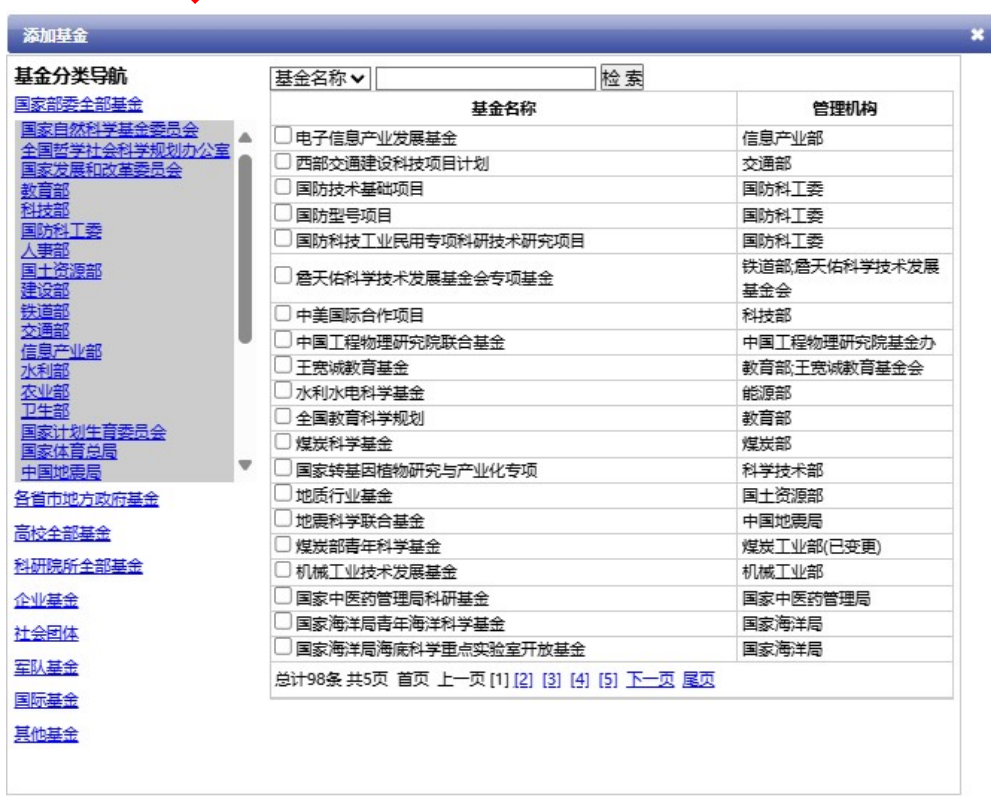 添加基金
基金分类导航
国家部委全部基金
国家自然科学基金委员会
全国哲学社会科学规划办公室
国家发展和改革委员会
教育部
科技部
国防科工委
人事部
国土资源部
建设部
铁道部
交通部
信息产业部
水利部
农业部
卫生部
国家计划生育委员会
国家体育总局
中国地震局
各省市地方政府基金
高校全部基金
科研院所全部基金
企业基金
社会团体
军队基金
国际基金
其他基金
基金名称 检 索
基金名称 管理机构
电子信息产业发展基金 信息产业部
西部交通建设科技项目计划 交通部
国防技术基础项目 国防科工委
国防型号项目 国防科工委
国防科技工业民用专项科研技术研究项目 国防科工委
詹天佑科学技术发展基金会专项基金 铁道部;詹天佑科学技术发展
基金会
中美国际合作项目 科技部
中国工程物理研究院联合基金 中国工程物理研究院基金办
王宽诚教育基金 教育部;王宽诚教育基金会
水利水电科学基金 能源部
全国教育科学规划 教育部
煤炭科学基金 煤炭部
国家转基因植物研究与产业化专项 科学技术部
地质行业基金 国土资源部
地震科学联合基金 中国地震局
煤炭部青年科学基金 煤炭工业部(已变更)
机械工业技术发展基金 机械工业部
国家中医药管理局科研基金 国家中医药管理局
国家海洋局青年海洋科学基金 国家海洋局
国家海洋局海底科学重点实验室开放基金 国家海洋局
总计98条 共5页 首页 上一页 [1] [2] [3] [4] [5] 下一页 尾页